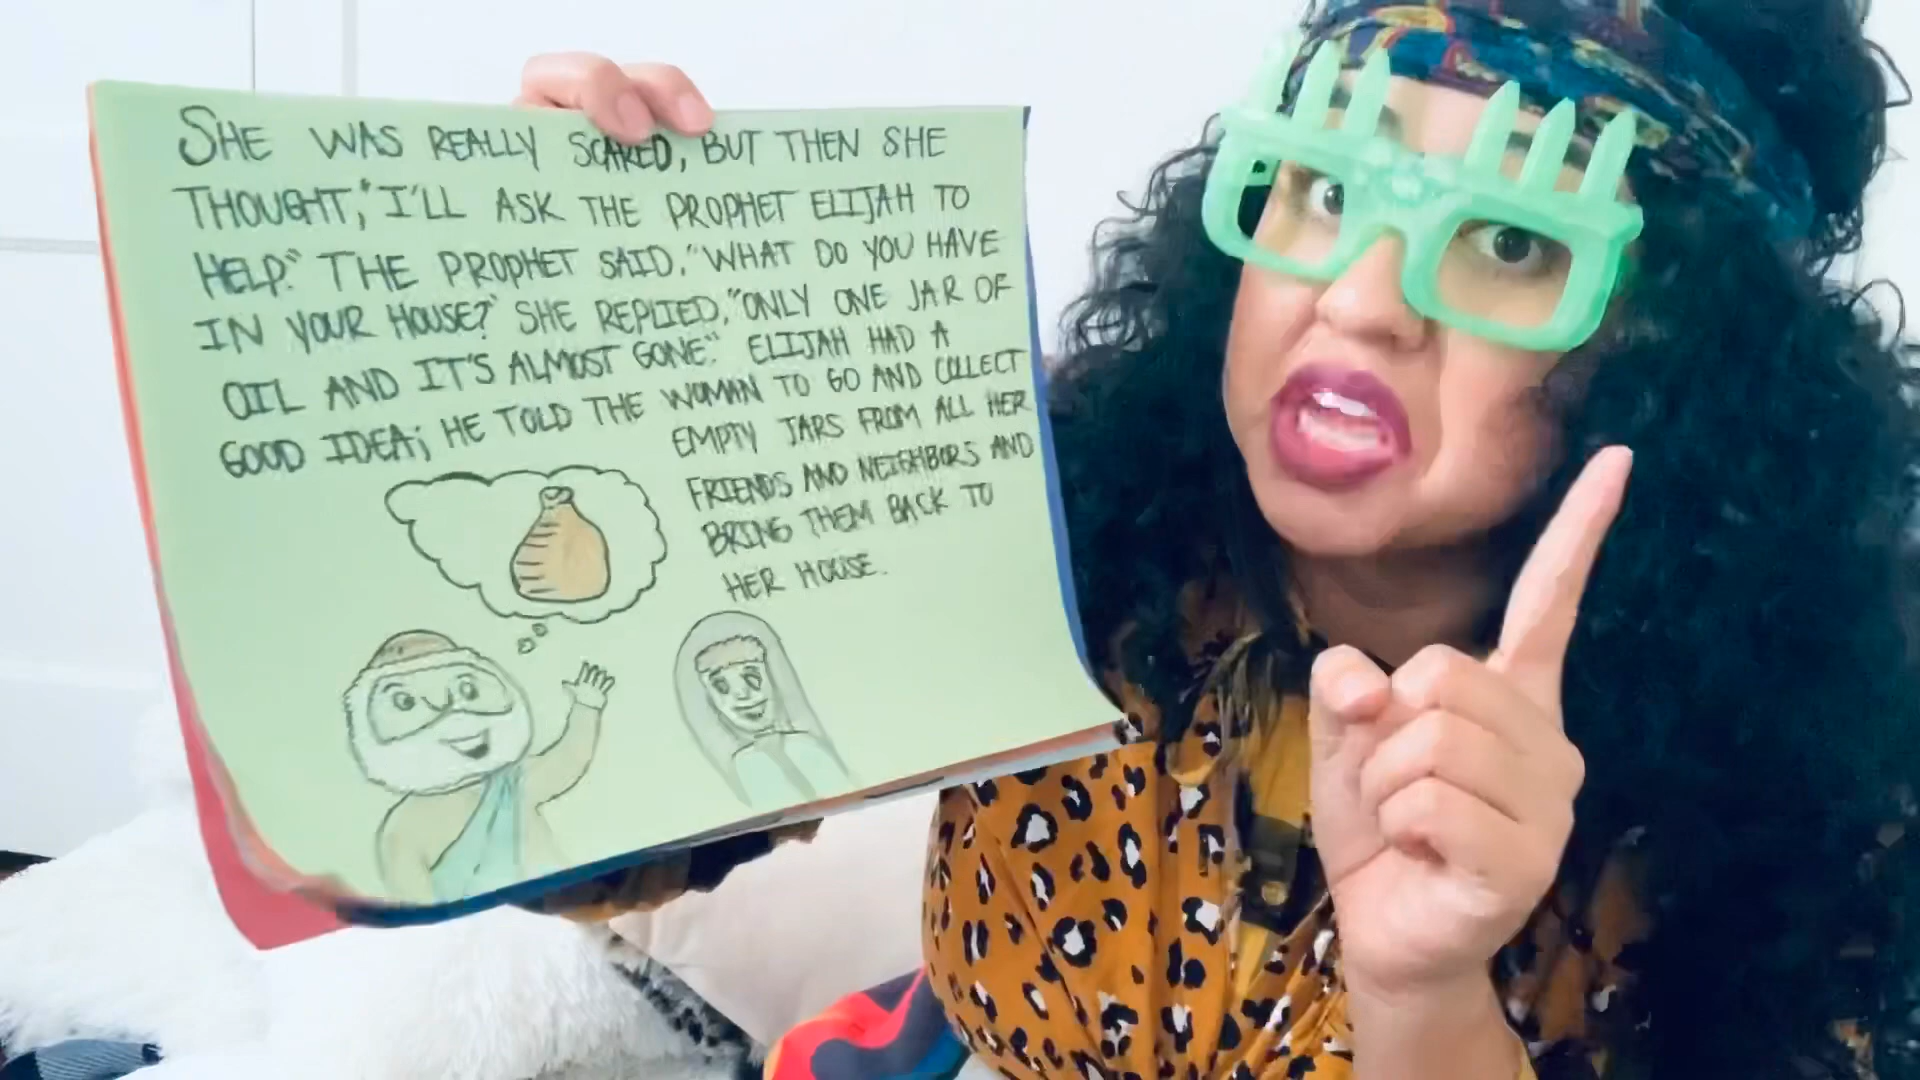 SHE WAS REALLY SCARED, BUT THEN SHE
THOUGHT, "I'LL ASK THE PROPHET ELIJAH TO
HELP." THE PROPHET SAID, "WHAT DO YOU HAVE
IN YOUR HOUSE?" SHE REPLIED, "ONLY ONE JAR OF
OIL AND IT'S ALMOST GONE." ELIJAH HAD A
GOOD IDEA; HE TOLD THE WOMAN TO GO AND COLLECT
EMPTY JARS FROM ALL HER
FRIENDS AND NEIGHBORS AND
BRING THEM BACK TO
HER HOUSE.